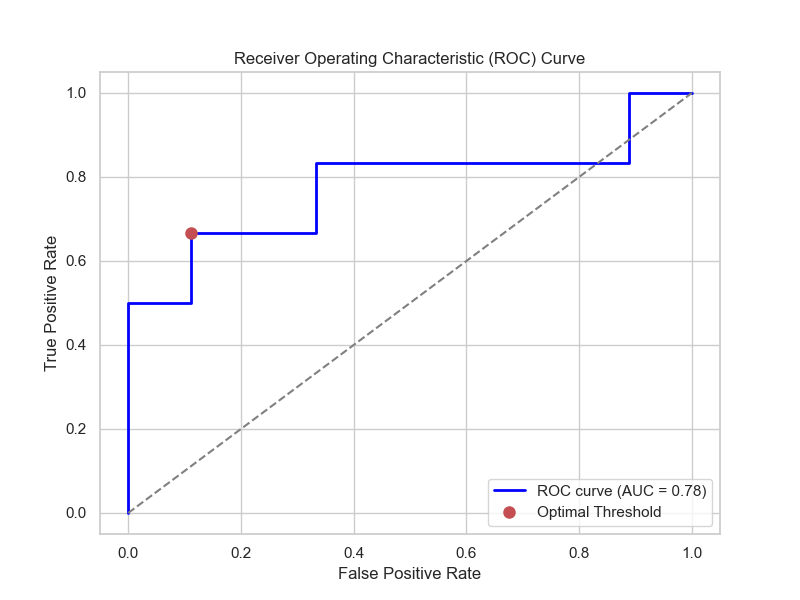 Receiver Operating Characteristic (ROC) Curve
True Positive Rate
1.0
0.8
0.6
0.4
0.2
0.0
0.0 0.2 0.4 0.6 0.8 1.0
False Positive Rate
ROC curve (AUC = 0.78)
Optimal Threshold